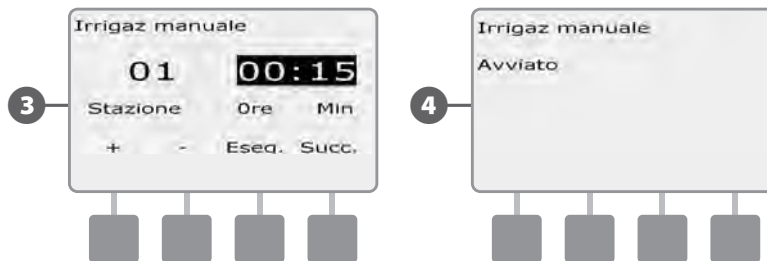 Irrigaz manuale
01 00:15
Stazione Ore Min
+ - Eseg. Succ.
3
Irrigaz manuale
Avviato
4